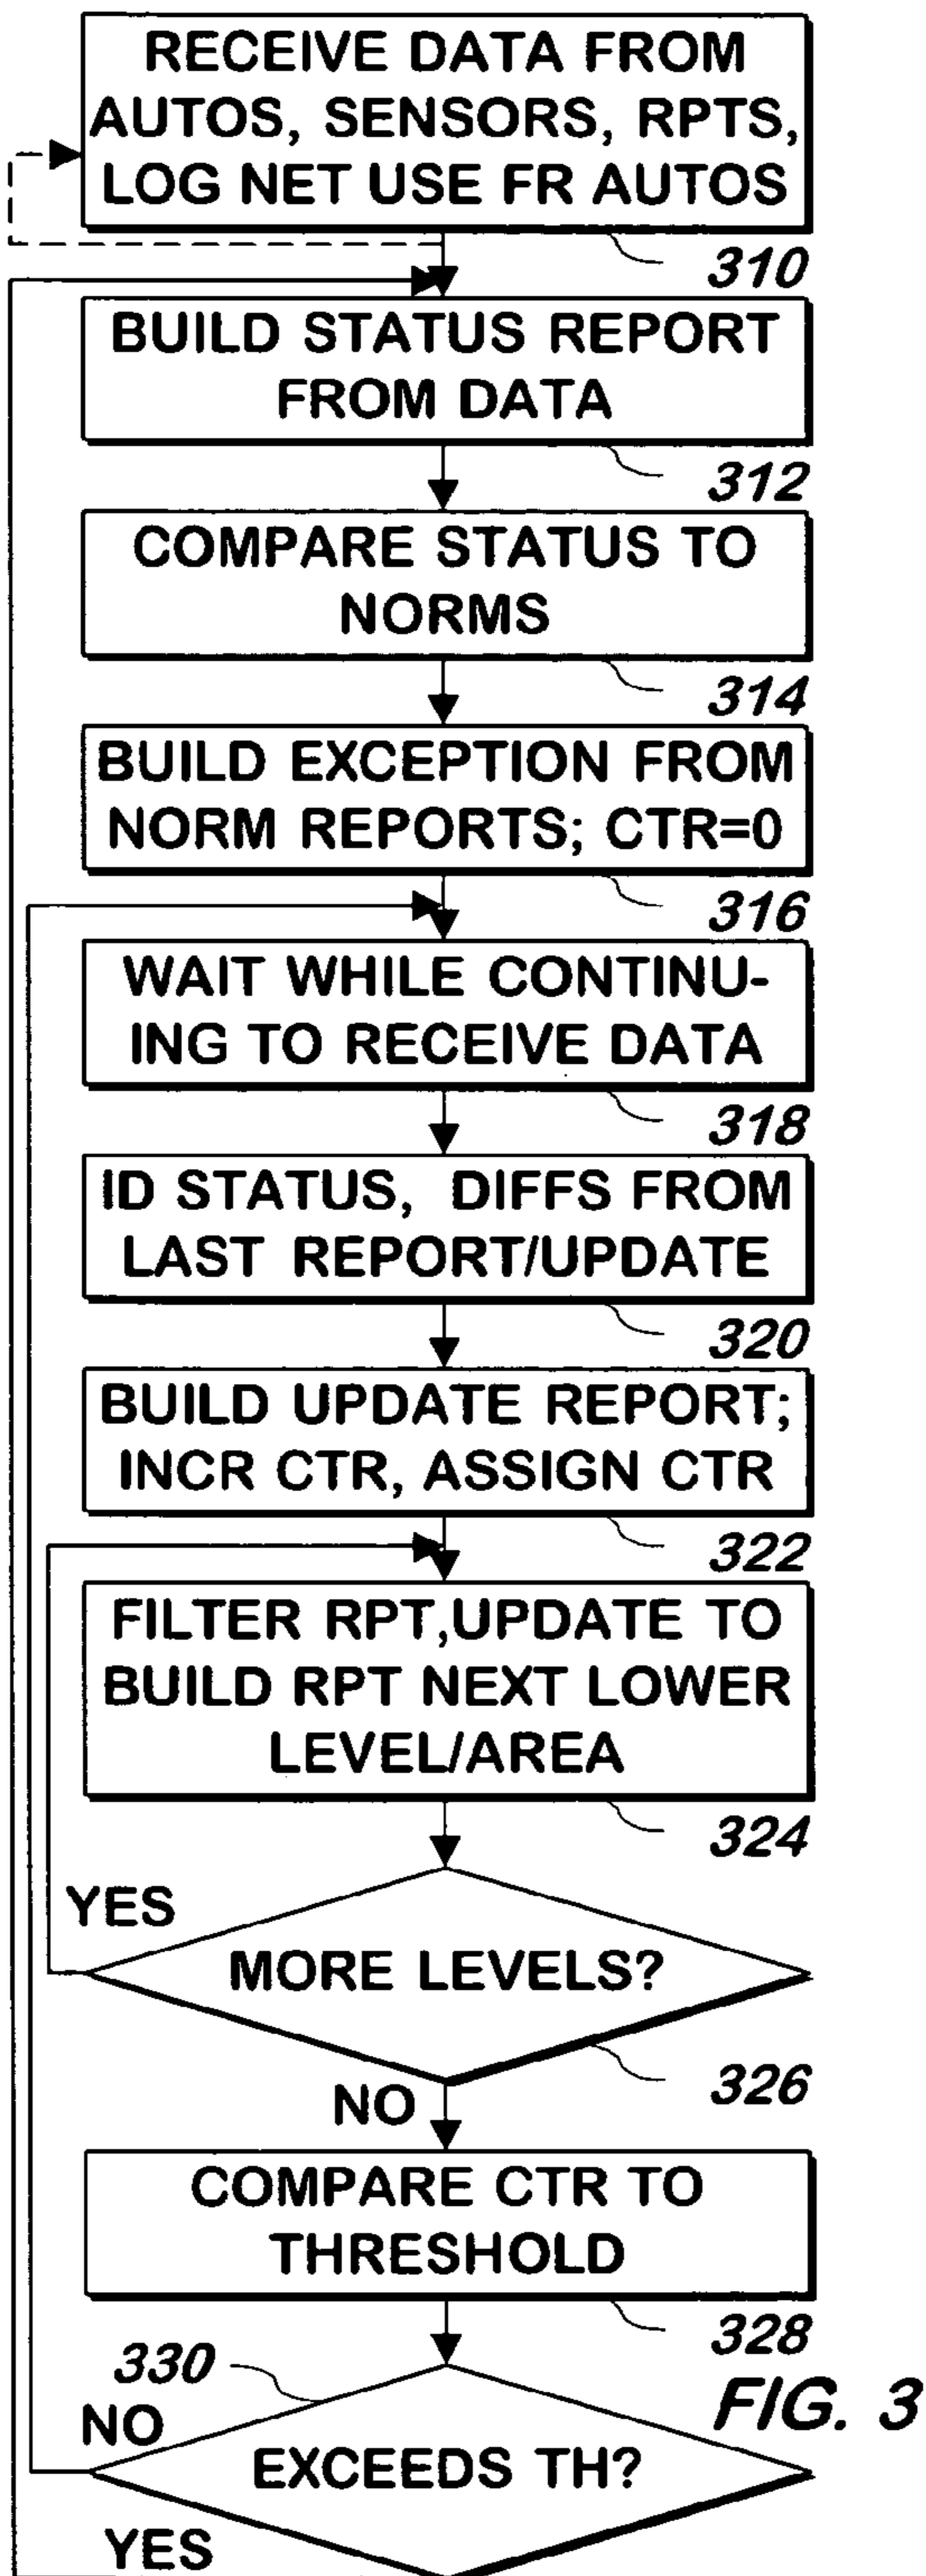 RECEIVE DATA FROM
AUTOS, SENSORS, RPTS,
LOG NET USE FR AUTOS
310
BUILD STATUS REPORT
FROM DATA
312
COMPARE STATUS TO
NORMS
314
BUILD EXCEPTION FROM
NORM REPORTS; CTR=0
316
WAIT WHILE CONTINU-
ING TO RECEIVE DATA
318
ID STATUS, DIFFS FROM
LAST REPORT/UPDATE
320
BUILD UPDATE REPORT;
INCR CTR, ASSIGN CTR
322
FILTER RPT,UPDATE TO
BUILD RPT NEXT LOWER
LEVEL/AREA
324
YES
MORE LEVELS?
326
NO
COMPARE CTR TO
THRESHOLD
328
330
FIG. 3
NO
EXCEEDS TH?
YES